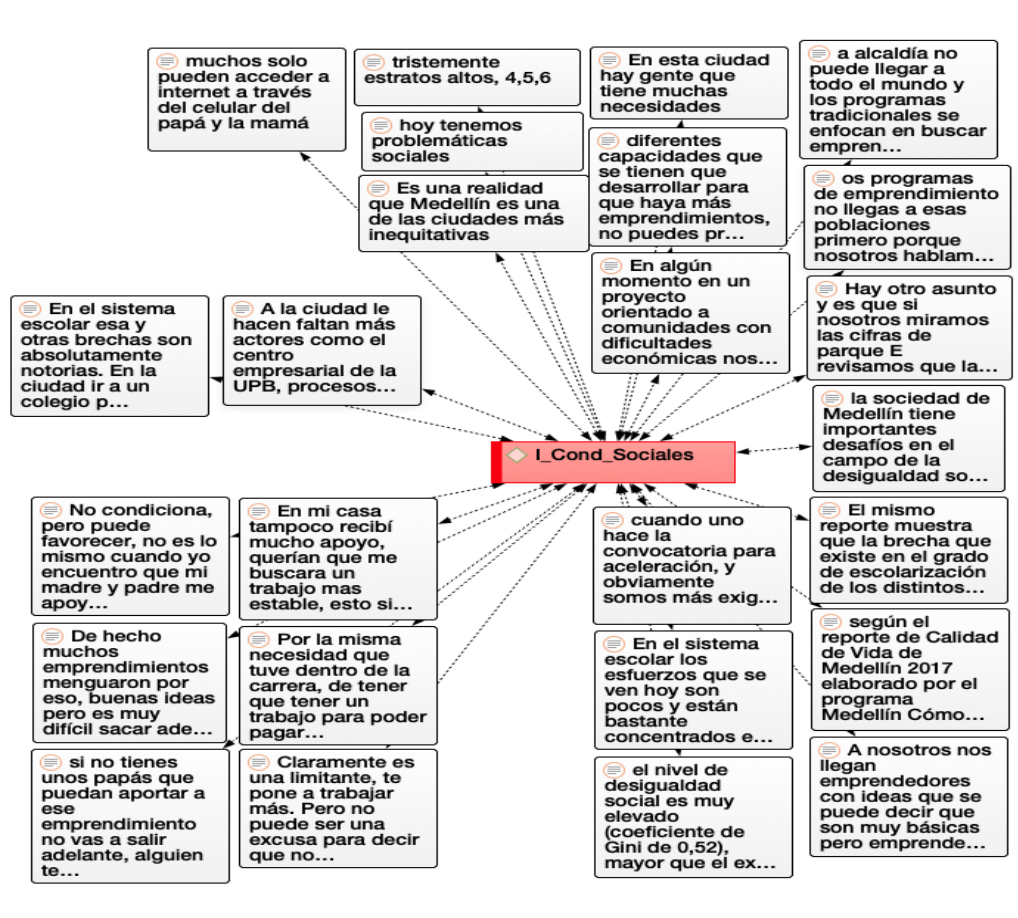 muchos solo
pueden acceder a
internet a través
del celular del
papá y la mamá
tristemente
estratos altos, 4,5,6
hoy tenemos
problemáticas
sociales
Es una realidad
que Medellín es una
de las ciudades más
inequitativas
En esta ciudad
hay gente que
tiene muchas
necesidades
diferentes
capacidades que
se tienen que
desarrollar para
que haya más
emprendimientos,
no puedes pr...
En algún
momento en un
proyecto
orientado a
comunidades con
dificultades
económicas nos...
a alcaldía no
puede llegar a
todo el mundo y
los programas
tradicionales se
enfocan en buscar
empren...
os programas
de emprendimiento
no llegas a esas
poblaciones
primero porque
nosotros hablam...
Hay otro asunto
y es que si
nosotros miramos
las cifras de
parque E
revisamos que la...
En el sistema
escolar esa y
otras brechas son
absolutamente
notorias. En la
ciudad ir a un
colegio p...
A la ciudad le
hacen faltan más
actores como el
centro
empresarial de la
UPB, procesos...
la sociedad de
Medellín tiene
importantes
desafíos en el
campo de la
desigualdad so...
I_Cond_Sociales
No condiciona,
pero puede
favorecer, no es lo
mismo cuando yo
encuentro que mi
madre y padre me
apoy...
En mi casa
tampoco recibí
mucho apoyo,
querían que me
buscara un
trabajo mas
estable, esto si...
cuando uno
hace la
convocatoria para
aceleración, y
obviamente
somos más exig...
El mismo
reporte muestra
que la brecha que
existe en el grado
de escolarización
de los distintos...
De hecho
muchos
emprendimientos
menguaron por
eso, buenas ideas
pero es muy
difícil sacar ade...
Por la misma
necesidad que
tuve dentro de la
carrera, de tener
que tener un
trabajo para poder
pagar...
En el sistema
escolar los
esfuerzos que se
ven hoy son
pocos y están
bastante
concentrados e...
según el
reporte de Calidad
de Vida de
Medellín 2017
elaborado por el
programa
Medellín Cómo...
si no tienes
unos papás que
puedan aportar a
ese
emprendimiento
no vas a salir
adelante, alguien
te...
Claramente es
una limitante, te
pone a trabajar
más. Pero no
puede ser una
excusa para decir
que no...
el nivel de
desigualdad
social es muy
elevado
(coeficiente de
Gini de 0,52),
mayor que el ex...
A nosotros nos
llegan
emprendedores
con ideas que se
puede decir que
son muy básicas
pero emprende...